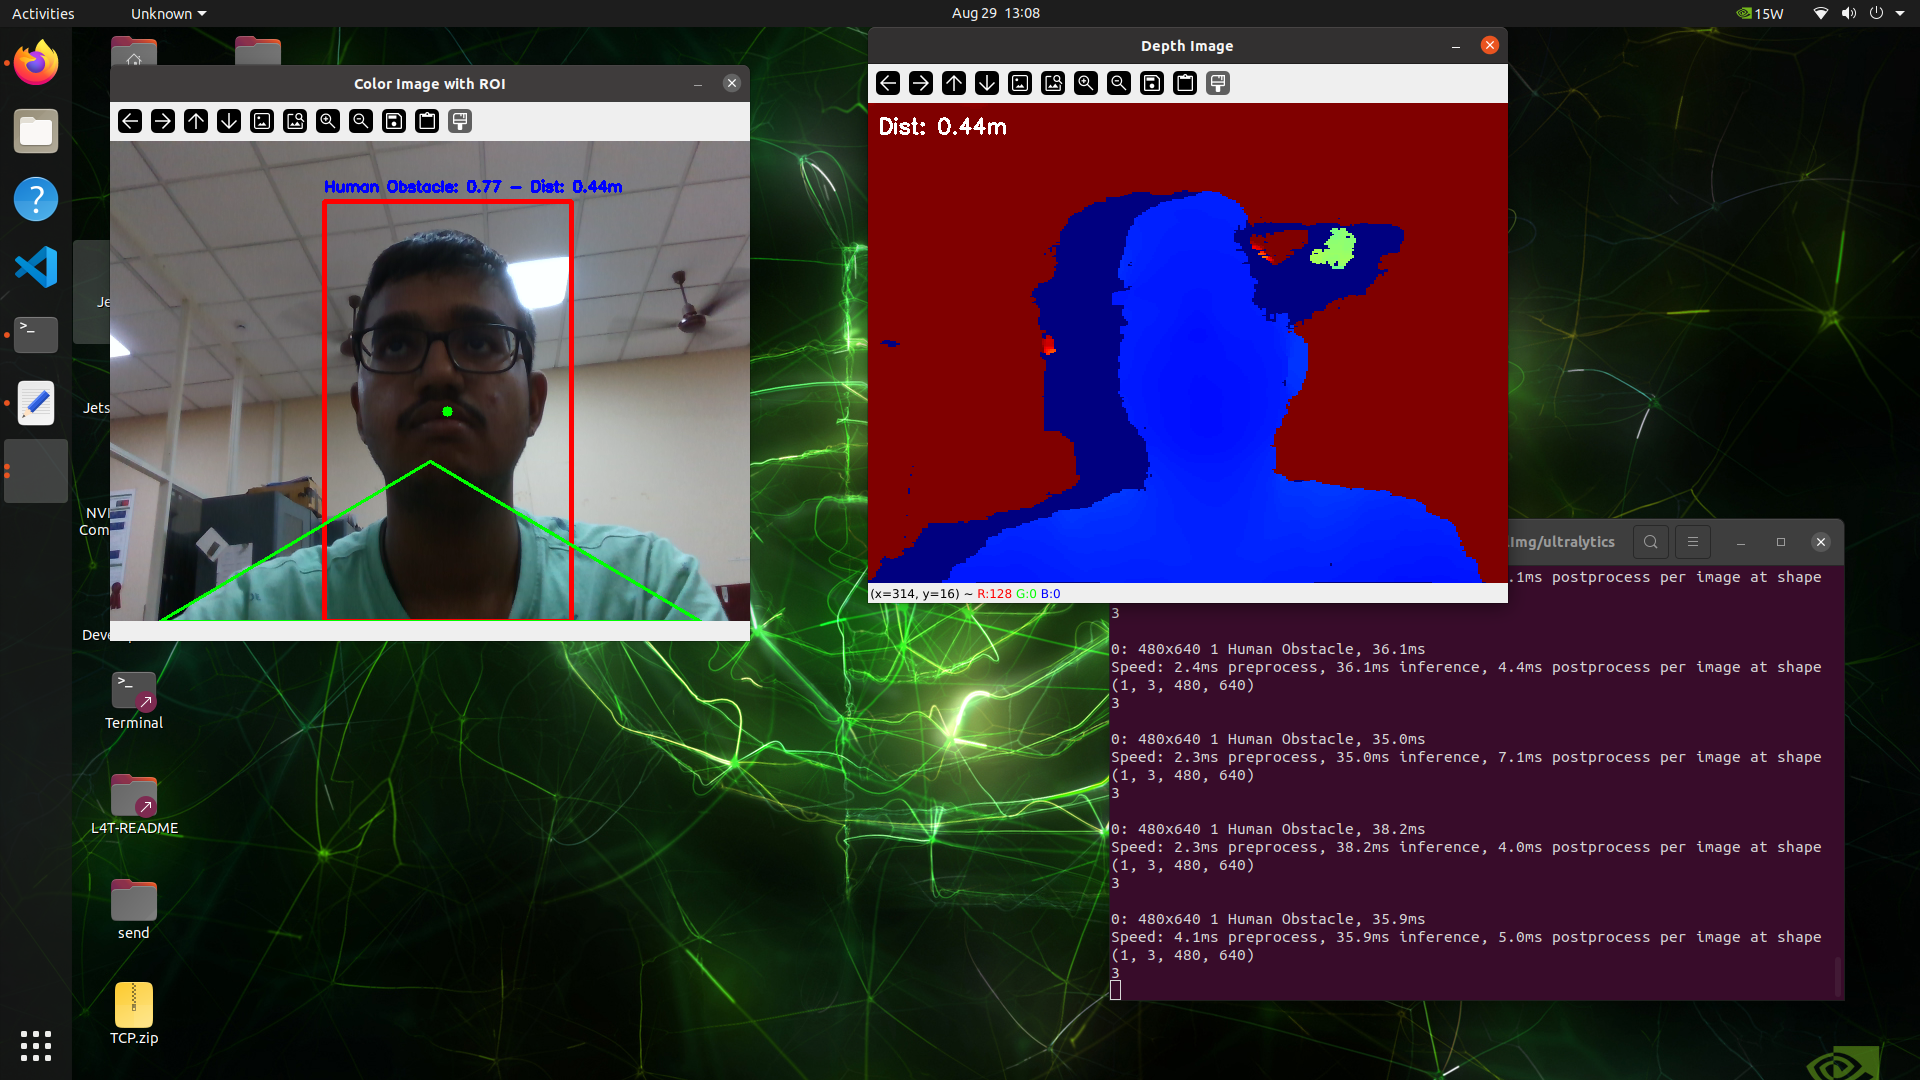 Activities
Unknown
Aug 29 13:08
15W
Color Image with ROI
Human Obstacle: 0.77 - Dist: 0.44m
Depth Image
Dist: 0.44m
(x=314, y=16) ~ R:128 G:0 B:0
Je
Jets
NVI
Com
Deve
Terminal
L4T-README
send
TCP.zip
lImg/ultralytics
.1ms postprocess per image at shape
3
0: 480x640 1 Human Obstacle, 36.1ms
Speed: 2.4ms preprocess, 36.1ms inference, 4.4ms postprocess per image at shape
(1, 3, 480, 640)
3
0: 480x640 1 Human Obstacle, 35.0ms
Speed: 2.3ms preprocess, 35.0ms inference, 7.1ms postprocess per image at shape
(1, 3, 480, 640)
3
0: 480x640 1 Human Obstacle, 38.2ms
Speed: 2.3ms preprocess, 38.2ms inference, 4.0ms postprocess per image at shape
(1, 3, 480, 640)
3
0: 480x640 1 Human Obstacle, 35.9ms
Speed: 4.1ms preprocess, 35.9ms inference, 5.0ms postprocess per image at shape
(1, 3, 480, 640)
3